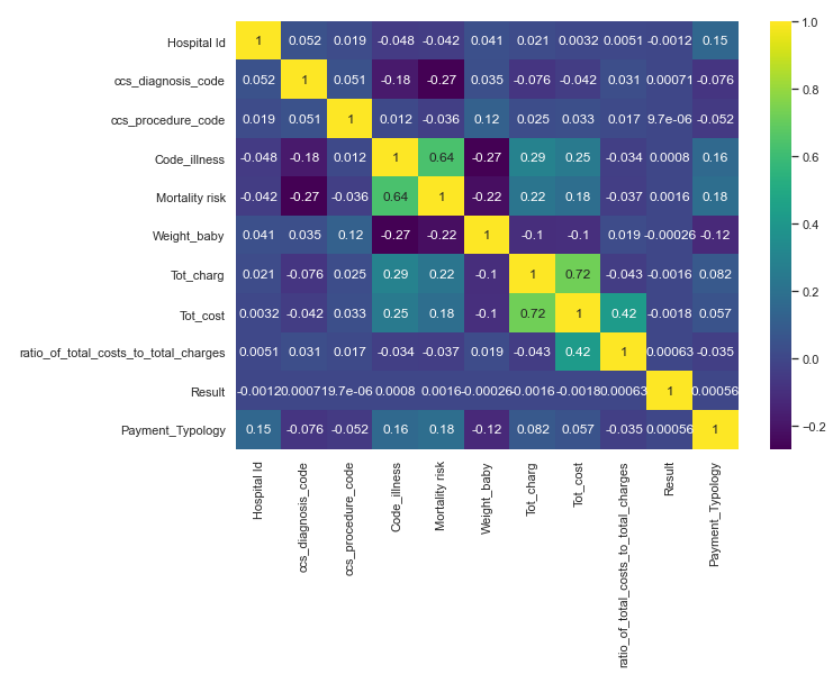 Hospital Id 1 0.052 0.019 -0.048 -0.042 0.041 0.021 0.0032 0.0051 -0.0012 0.15
ccs_diagnosis_code 0.052 1 0.051 -0.18 -0.27 0.035 -0.076 -0.042 0.031 0.00071 -0.076
ccs_procedure_code 0.019 0.051 1 0.012 -0.036 0.12 0.025 0.033 0.017 9.7e-06 -0.052
Code_illness -0.048 -0.18 0.012 1 0.64 -0.27 0.29 0.25 -0.034 0.0008 0.16
Mortality risk -0.042 -0.27 -0.036 0.64 1 -0.22 0.22 0.18 -0.037 0.0016 0.18
Weight_baby 0.041 0.035 0.12 -0.27 -0.22 1 -0.1 -0.1 0.019 -0.00026 -0.12
Tot_charg 0.021 -0.076 0.025 0.29 0.22 -0.1 1 0.72 -0.043 -0.0016 0.082
Tot_cost 0.0032 -0.042 0.033 0.25 0.18 -0.1 0.72 1 0.42 -0.0018 0.057
ratio_of_total_costs_to_total_charges 0.0051 0.031 0.017 -0.034 -0.037 0.019 -0.043 0.42 1 0.00063 -0.035
Result -0.0012 0.00071 9.7e-06 0.0008 0.0016 -0.00026 -0.0016 -0.0018 0.00063 1 0.00056
Payment_Typology 0.15 -0.076 -0.052 0.16 0.18 -0.12 0.082 0.057 -0.035 0.00056 1
Hospital Id
ccs_diagnosis_code
ccs_procedure_code
Code_illness
Mortality risk
Weight_baby
Tot_charg
Tot_cost
ratio_of_total_costs_to_total_charges
Result
Payment_Typology
1.0
0.8
0.6
0.4
0.2
0.0
−0.2